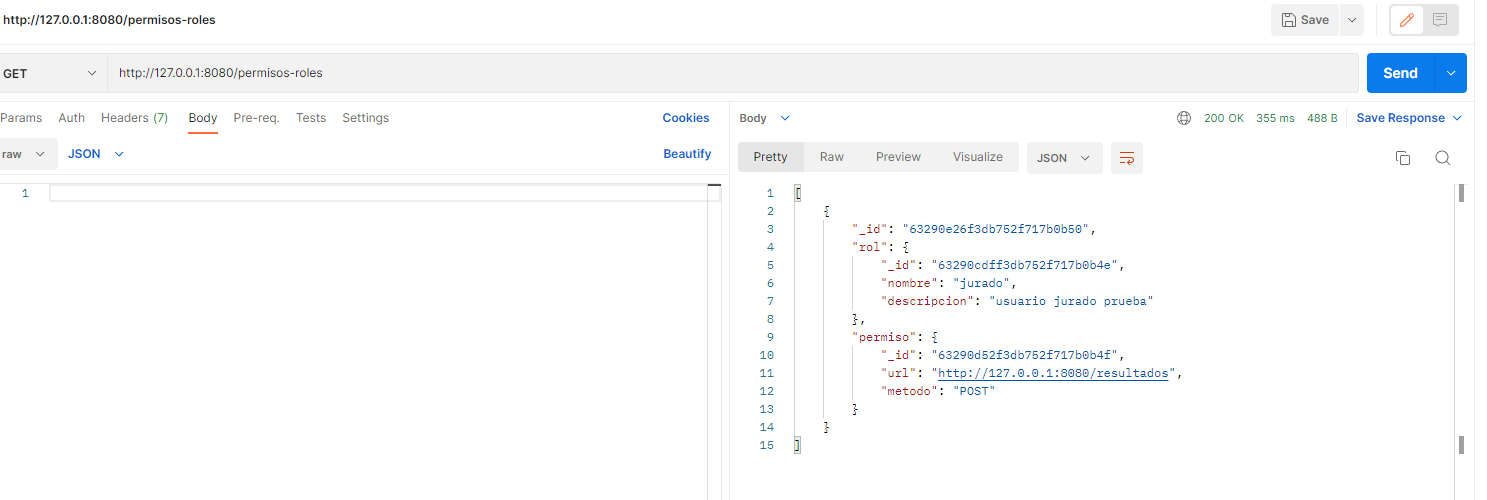 http://127.0.0.1:8080/permisos-roles
Save
GET
http://127.0.0.1:8080/permisos-roles
Send
Params Auth Headers (7) Body Pre-req. Tests Settings Cookies
raw JSON Beautify
1
Body 200 OK 355 ms 488 B Save Response
Pretty Raw Preview Visualize JSON
1 [
2 {
3 "_id": "63290e26f3db752f717b0b50",
4 "rol": {
5 "_id": "63290cdff3db752f717b0b4e",
6 "nombre": "jurado",
7 "descripcion": "usuario jurado prueba"
8 },
9 "permiso": {
10 "_id": "63290d52f3db752f717b0b4f",
11 "url": "http://127.0.0.1:8080/resultados",
12 "metodo": "POST"
13 }
14 }
15 ]